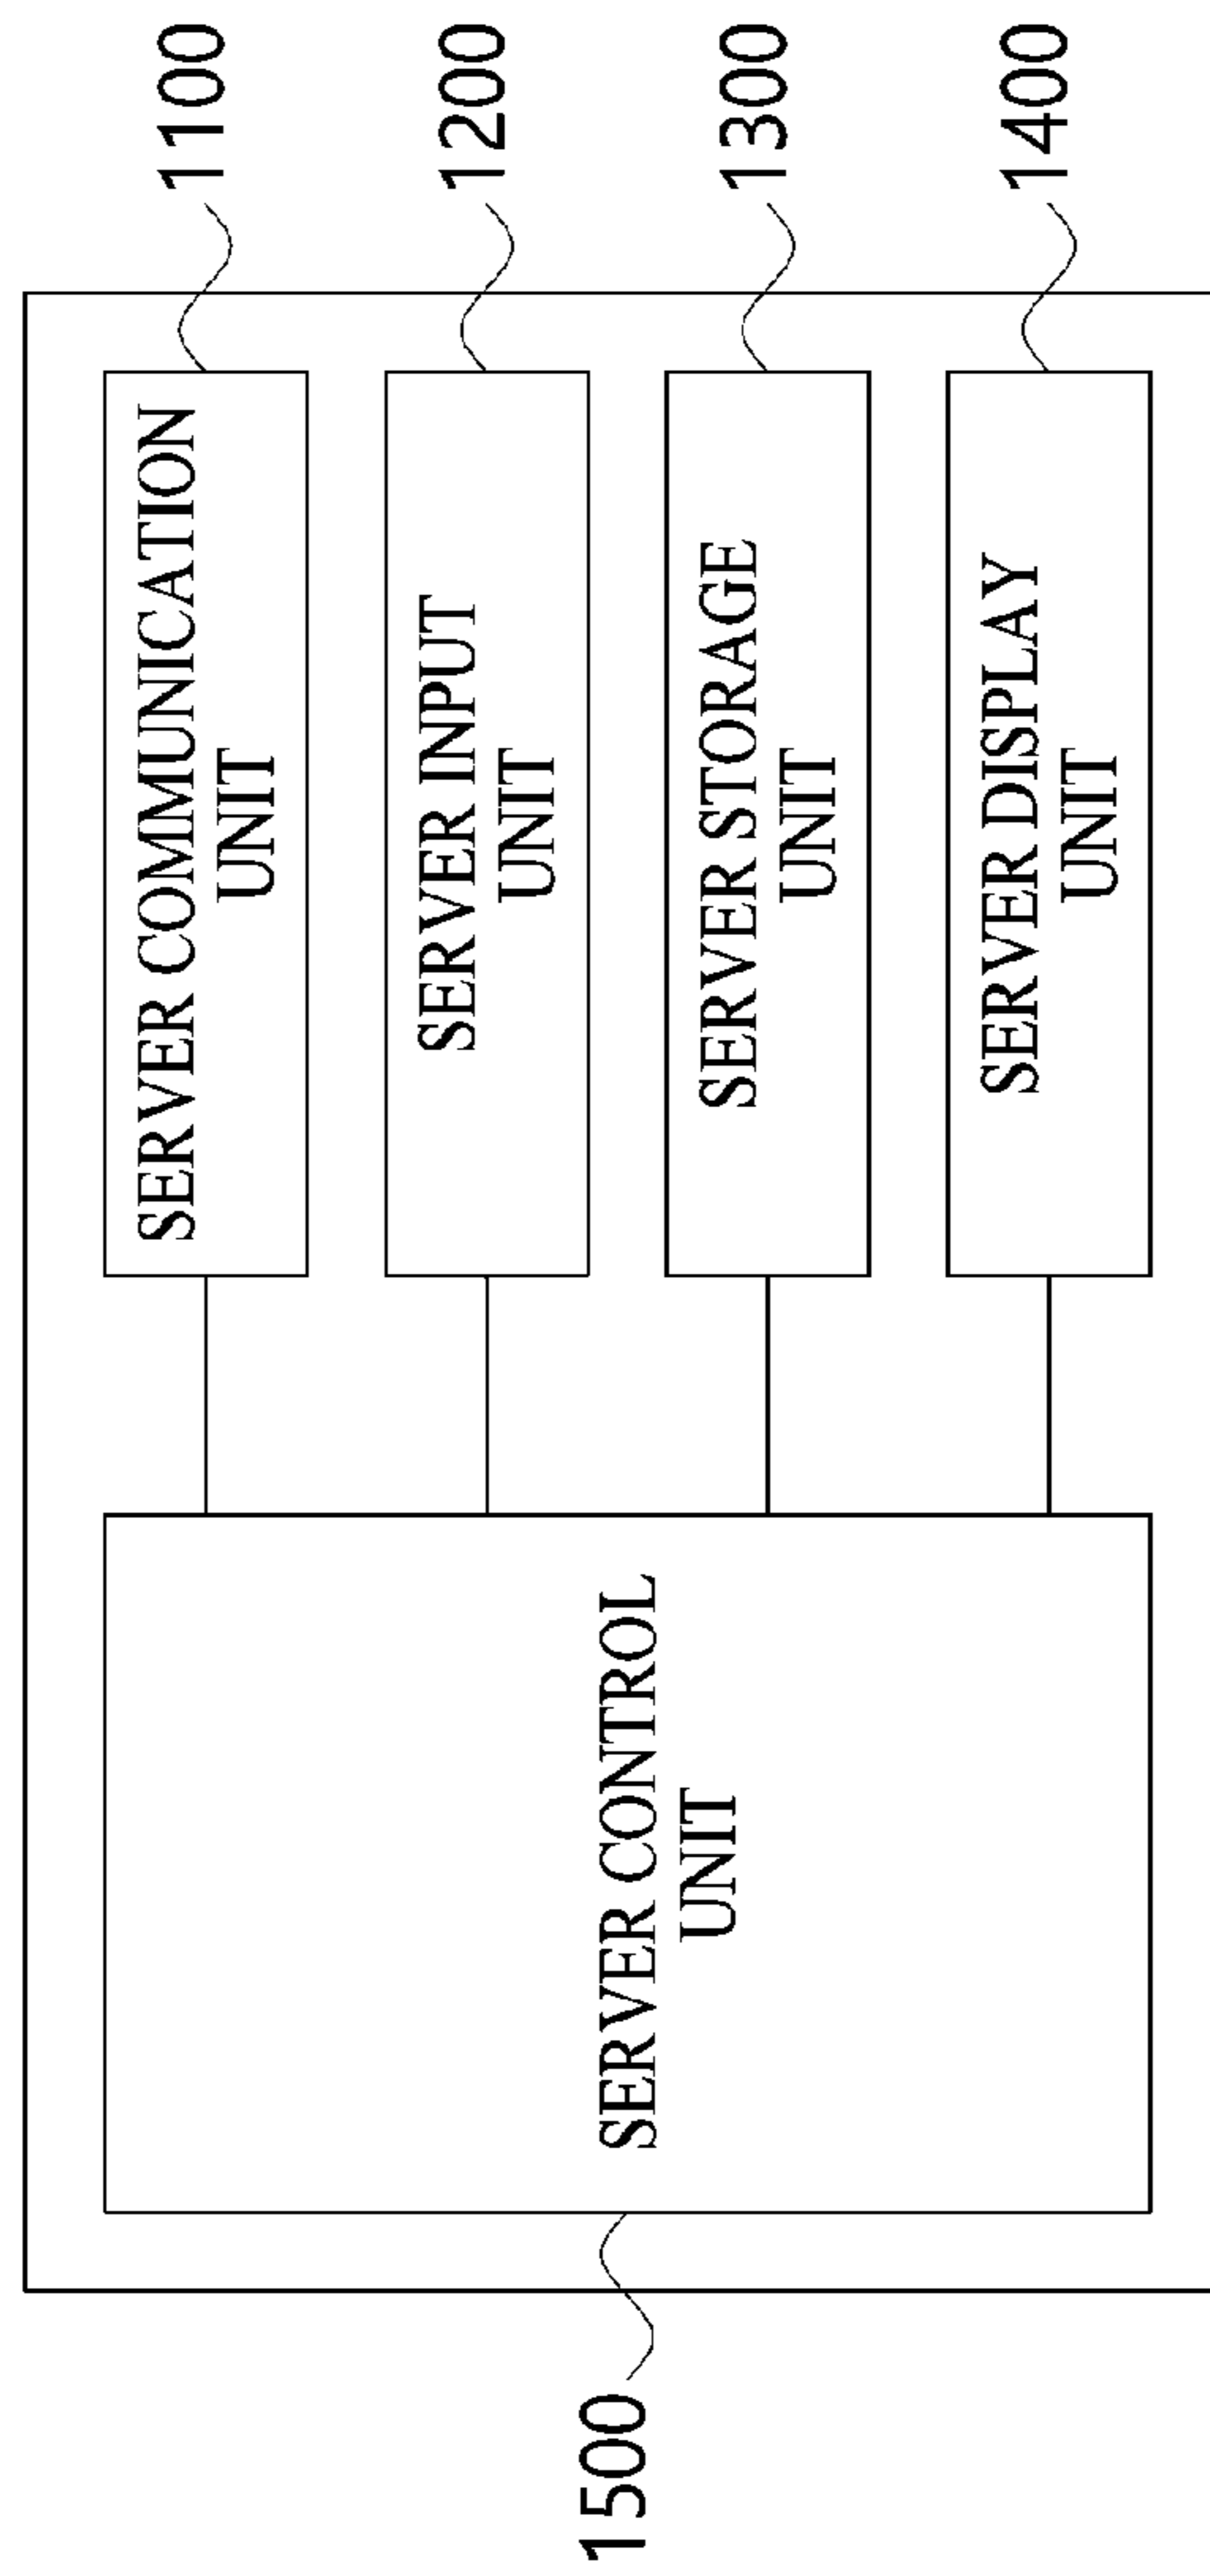 1500
SERVER CONTROL
UNIT
SERVER COMMUNICATION
UNIT
1100
SERVER INPUT
UNIT
1200
SERVER STORAGE
UNIT
1300
SERVER DISPLAY
UNIT
1400